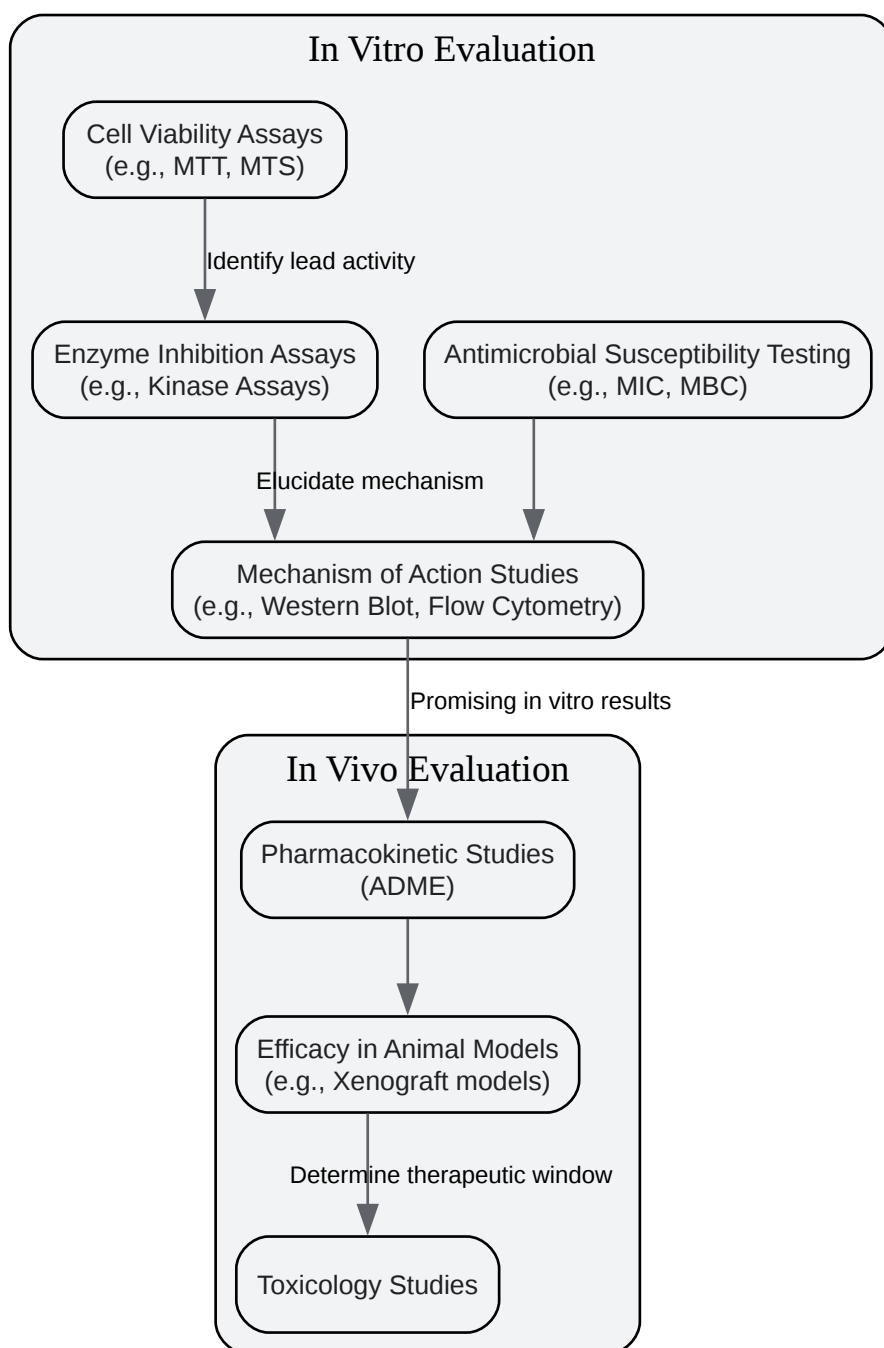 In Vitro Evaluation
Cell Viability Assays
(e.g., MTT, MTS)
Identify lead activity
Enzyme Inhibition Assays
(e.g., Kinase Assays)
Antimicrobial Susceptibility Testing
(e.g., MIC, MBC)
Elucidate mechanism
Mechanism of Action Studies
(e.g., Western Blot, Flow Cytometry)
Promising in vitro results
In Vivo Evaluation
Pharmacokinetic Studies
(ADME)
Efficacy in Animal Models
(e.g., Xenograft models)
Determine therapeutic window
Toxicology Studies